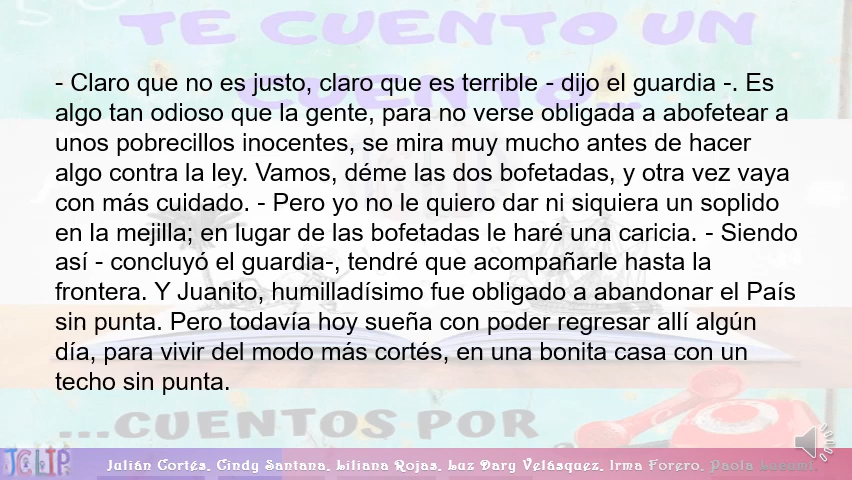 TE CUENTO UN
CUENTO...
- Claro que no es justo, claro que es terrible - dijo el guardia -. Es
algo tan odioso que la gente, para no verse obligada a abofetear a
unos pobrecillos inocentes, se mira muy mucho antes de hacer
algo contra la ley. Vamos, déme las dos bofetadas, y otra vez vaya
con más cuidado. - Pero yo no le quiero dar ni siquiera un soplido
en la mejilla; en lugar de las bofetadas le haré una caricia. - Siendo
así - concluyó el guardia-, tendré que acompañarle hasta la
frontera. Y Juanito, humilladísimo fue obligado a abandonar el País
sin punta. Pero todavía hoy sueña con poder regresar allí algún
día, para vivir del modo más cortés, en una bonita casa con un
techo sin punta.
...CUENTOS POR
Julián Cortés, Cindy Santana, Liliana Rojas, Luz Dary Velásquez, Irma Forero, Paola